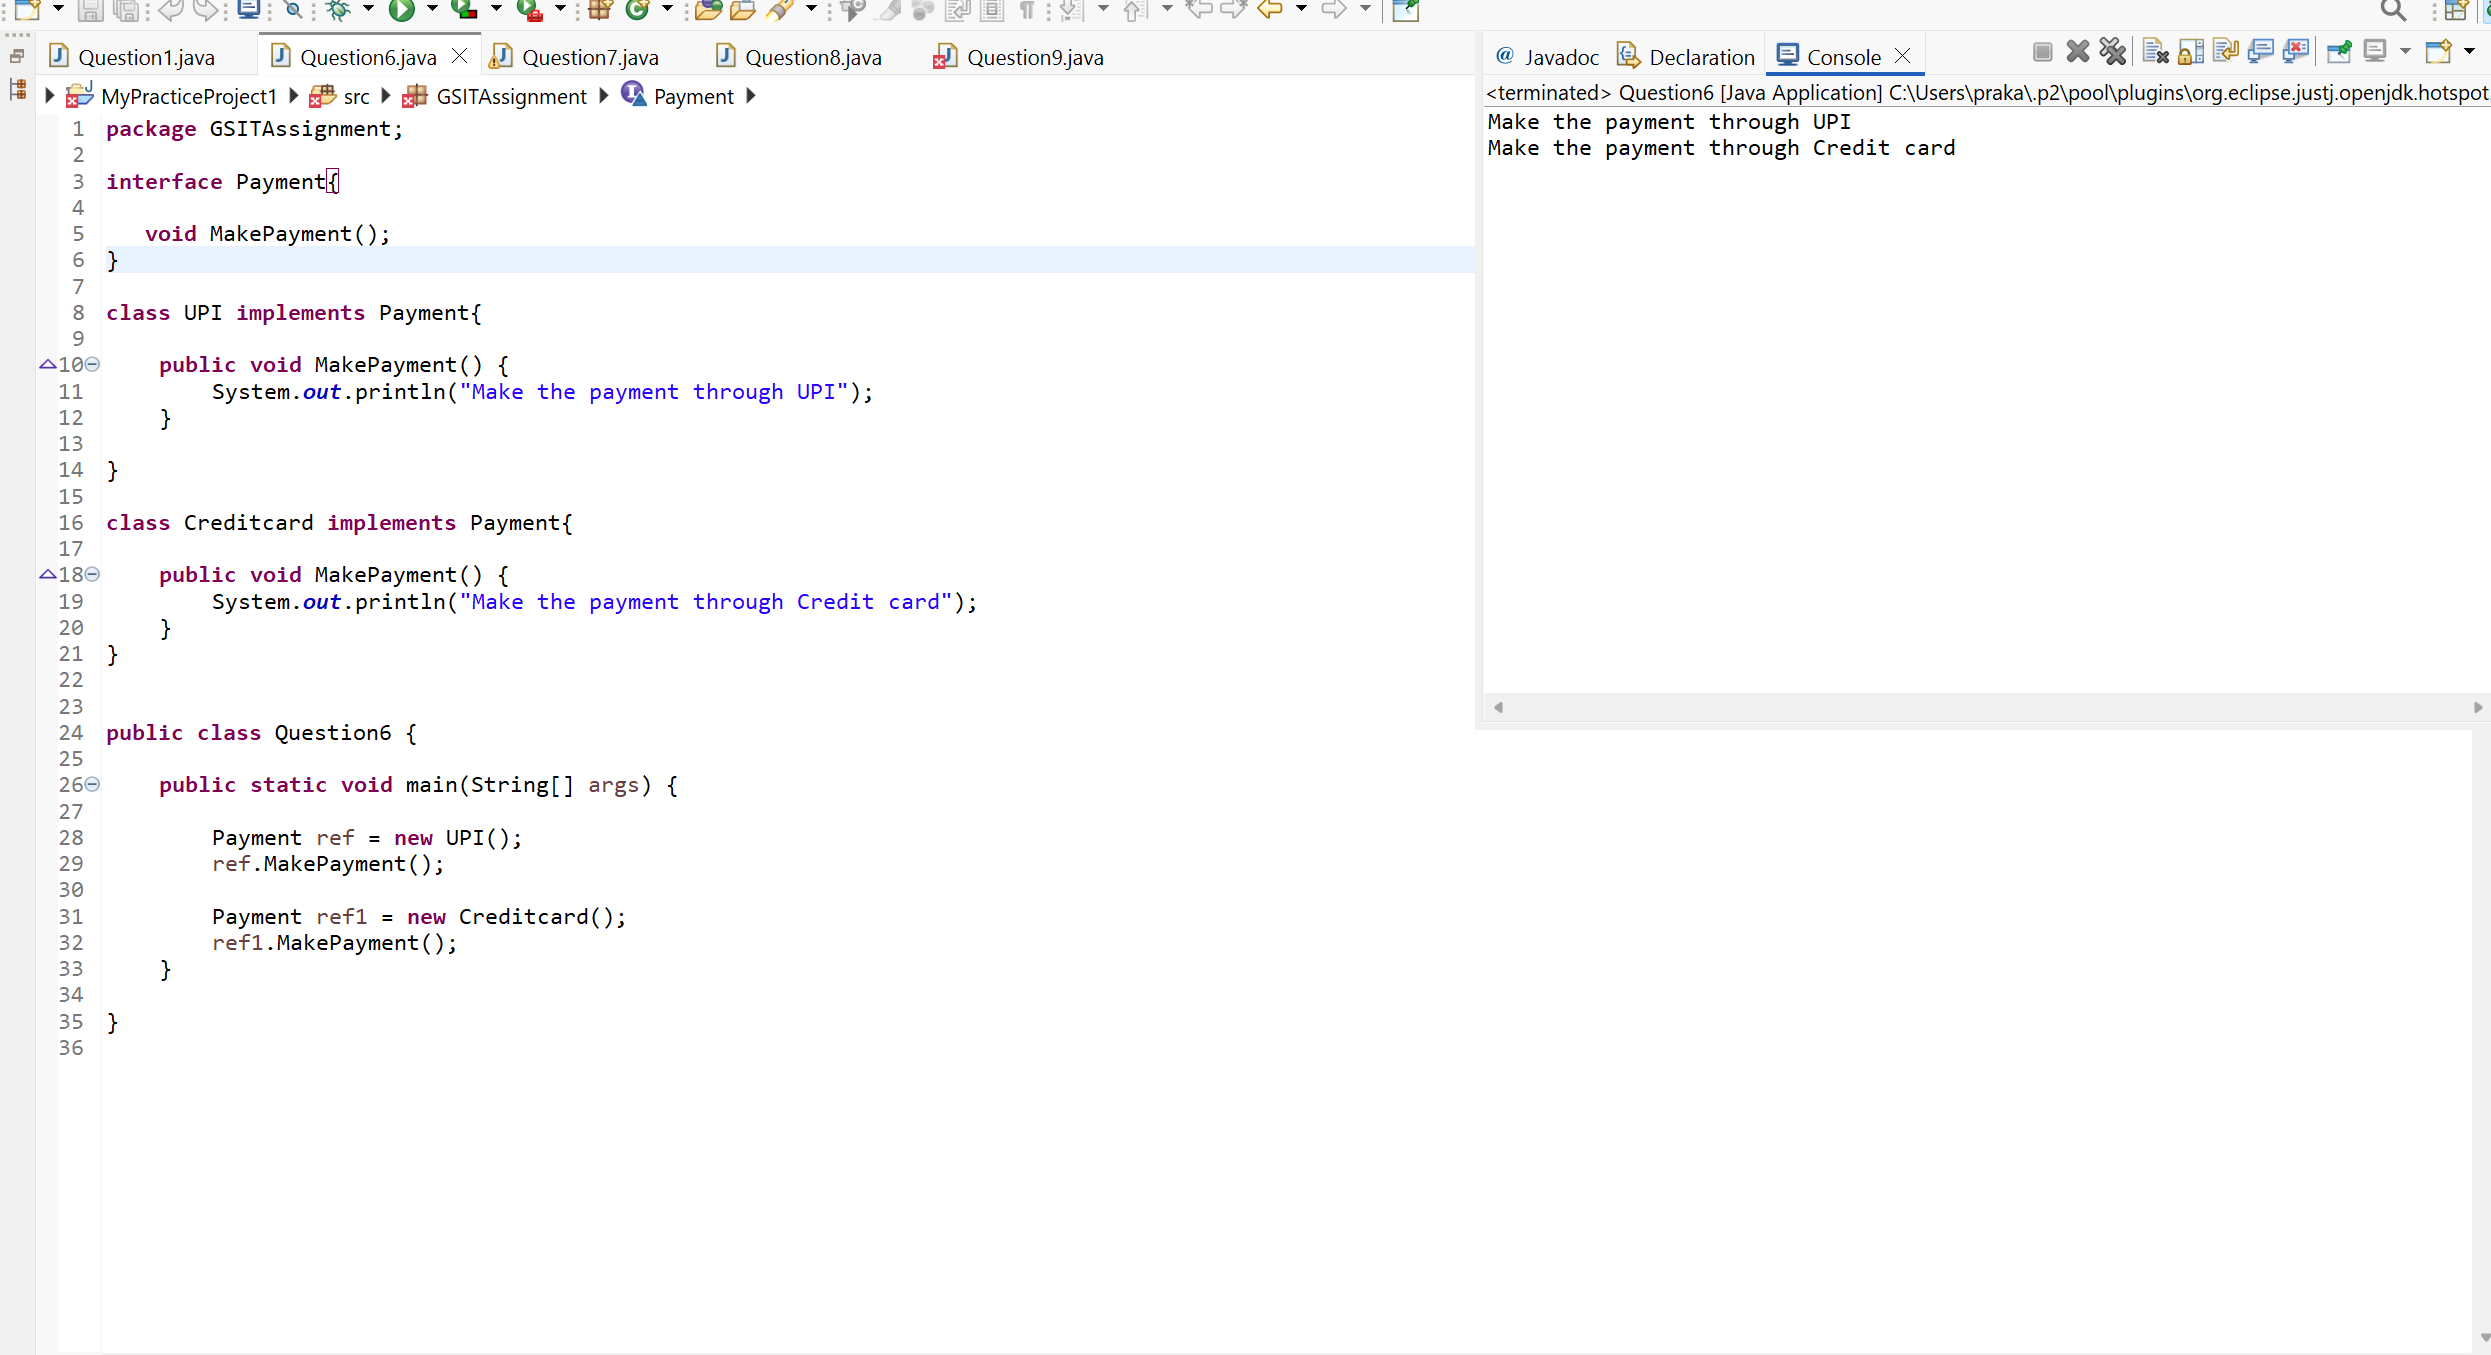 Question1.java Question6.java Question7.java Question8.java Question9.java
MyPracticeProject1 src GSITAssignment Payment
1 package GSITAssignment;
2
3 interface Payment{
4
5 void MakePayment();
6 }
7
8 class UPI implements Payment{
9
10 public void MakePayment() {
11 System.out.println("Make the payment through UPI");
12 }
13
14 }
15
16 class Creditcard implements Payment{
17
18 public void MakePayment() {
19 System.out.println("Make the payment through Credit card");
20 }
21 }
22
23
24 public class Question6 {
25
26 public static void main(String[] args) {
27
28 Payment ref = new UPI();
29 ref.MakePayment();
30
31 Payment ref1 = new Creditcard();
32 ref1.MakePayment();
33 }
34
35 }
36
@ Javadoc Declaration Console
<terminated> Question6 [Java Application] C:\Users\praka\.p2\pool\plugins\org.eclipse.justj.openjdk.hotspot.
Make the payment through UPI
Make the payment through Credit card